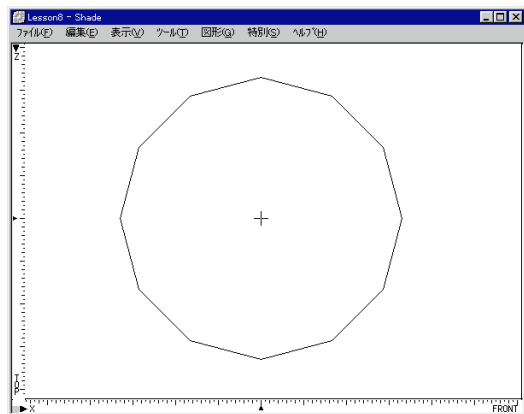 Lesson8 - Shade
ﾌｧｲﾙ(F) 編集(E) 表示(V) ﾂｰﾙ(T) 図形(G) 特別(S) ﾍﾙﾌﾟ(H)
Z
TOP
X
FRONT